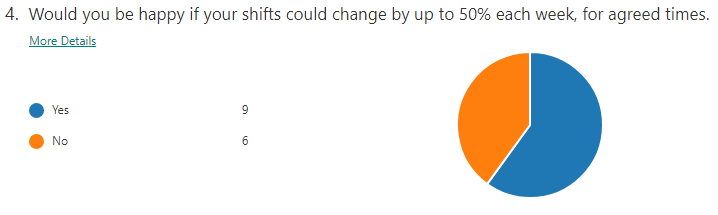 4. Would you be happy if your shifts could change by up to 50% each week, for agreed times.
More Details
Yes 9
No 6